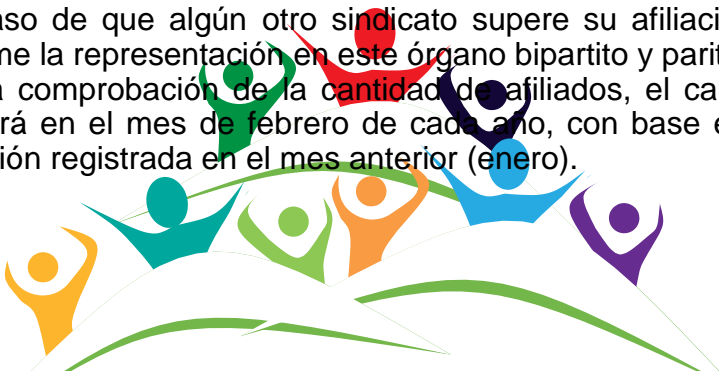 aso de que algún otro sindicato supere su afiliaci
me la representación en este órgano bipartito y parit
a comprobación de la cantidad de afiliados, el ca
rá en el mes de febrero de cada año, con base e
ión registrada en el mes anterior (enero).